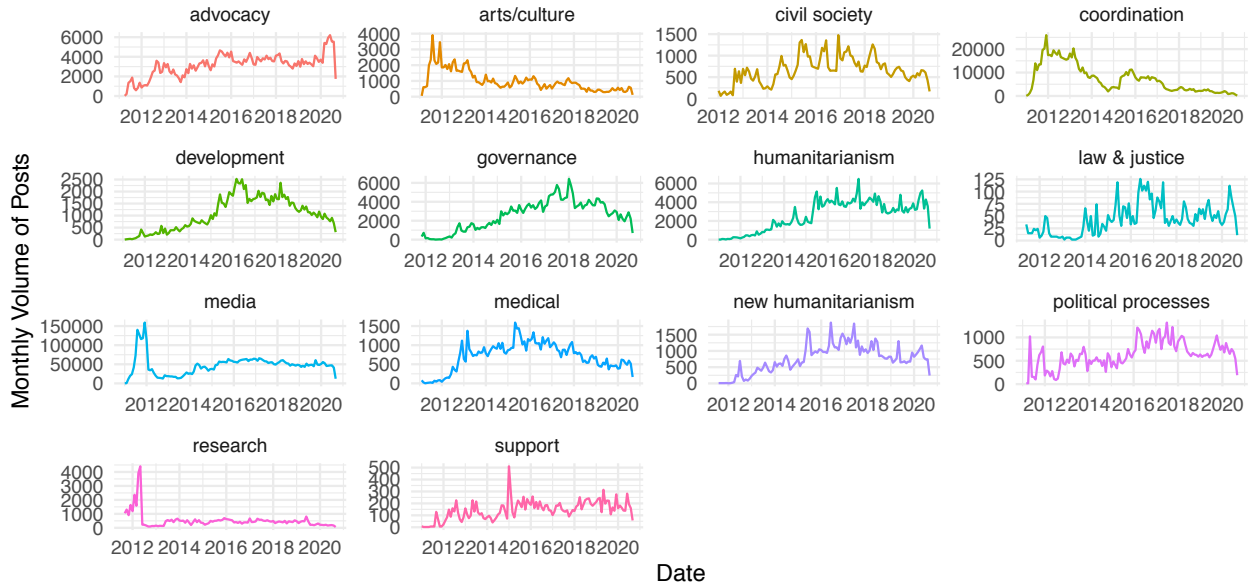 advocacy arts/culture civil society coordination
6000 4000 1500 20000
4000 3000 1000 10000
2000 2000 500 0
0 1000 0
0
2012 2014 2016 2018 2020 2012 2014 2016 2018 2020 2012 2014 2016 2018 2020 2012 2014 2016 2018 2020
Monthly Volume of Posts
development governance humanitarianism law & justice
2500 6000 6000 125
2000 4000 4000 100
1500 2000 2000 75
1000 0 0 50
500 25
0 0
2012 2014 2016 2018 2020 2012 2014 2016 2018 2020 2012 2014 2016 2018 2020 2012 2014 2016 2018 2020
media medical new humanitarianism political processes
150000 1500 1500 1000
100000 1000 1000 500
50000 500 500 0
0 0 0
2012 2014 2016 2018 2020 2012 2014 2016 2018 2020 2012 2014 2016 2018 2020 2012 2014 2016 2018 2020
research support
4000 500
3000 400
2000 300
1000 200
0 100
0
2012 2014 2016 2018 2020 2012 2014 2016 2018 2020
Date